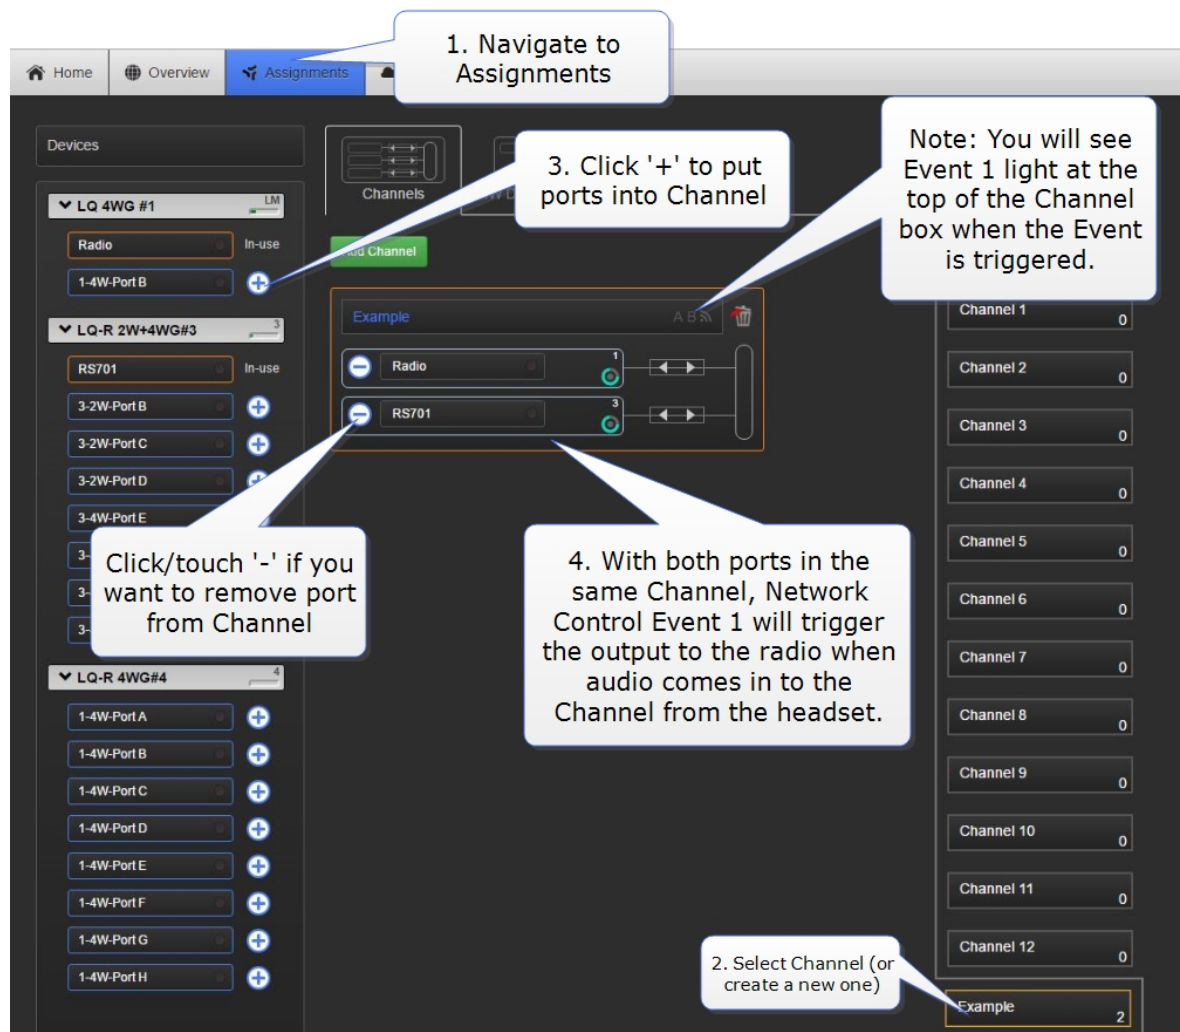 1. Navigate to
Assignments
Home
Overview
Assignments
Devices
Channels
3. Click '+' to put
ports into Channel
Note: You will see
Event 1 light at the
top of the Channel
box when the Event
is triggered.
LQ 4WG #1
LM
Radio
In-use
1-4W-Port B
LQ-R 2W+4WG#3
3
RS701
In-use
3-2W-Port B
3-2W-Port C
3-2W-Port D
3-4W-Port E
3-
3-
3-
Click/touch '-' if you
want to remove port
from Channel
LQ-R 4WG#4
4
1-4W-Port A
1-4W-Port B
1-4W-Port C
1-4W-Port D
1-4W-Port E
1-4W-Port F
1-4W-Port G
1-4W-Port H
Channel
Example
A B
Radio
1
RS701
3
4. With both ports in the
same Channel, Network
Control Event 1 will trigger
the output to the radio when
audio comes in to the
Channel from the headset.
Channel 1
0
Channel 2
0
Channel 3
0
Channel 4
0
Channel 5
0
Channel 6
0
Channel 7
0
Channel 8
0
Channel 9
0
Channel 10
0
Channel 11
0
Channel 12
0
2. Select Channel (or
create a new one)
Example
2